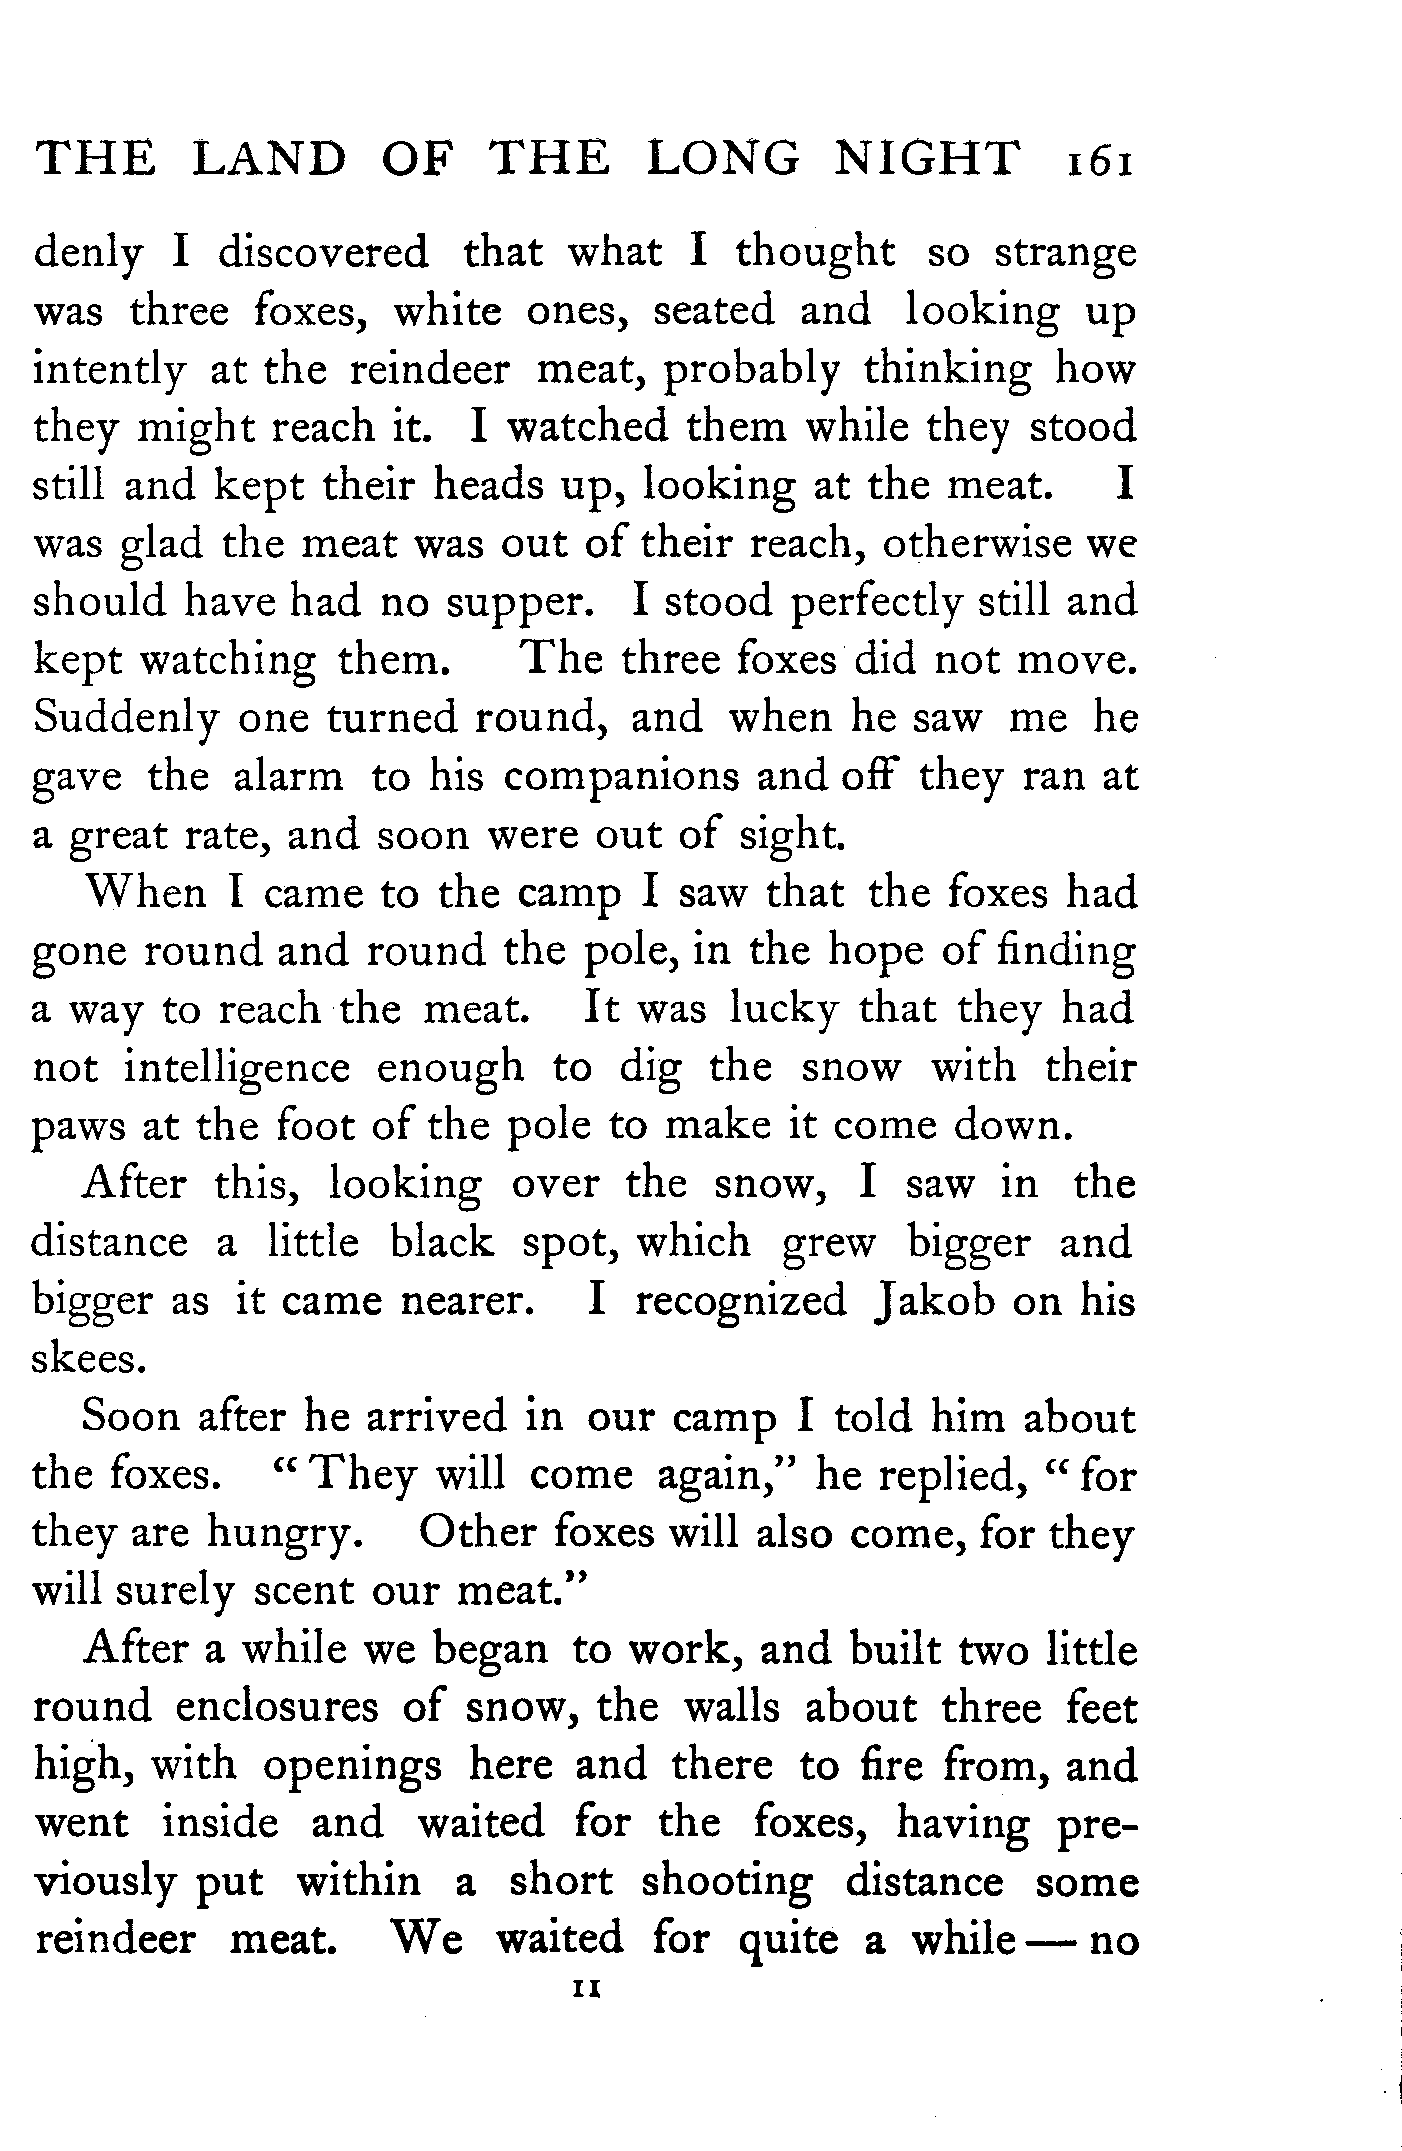 THE LAND OF THE LONG NIGHT 161
denly I discovered that what I thought so strange
was three foxes, white ones, seated and looking up
intently at the reindeer meat, probably thinking how
they might reach it. I watched them while they stood
still and kept their heads up, looking at the meat. I
was glad the meat was out of their reach, otherwise we
should have had no supper. I stood perfectly still and
kept watching them. The three foxes did not move.
Suddenly one turned round, and when he saw me he
gave the alarm to his companions and off they ran at
a great rate, and soon were out of sight.
When I came to the camp I saw that the foxes had
gone round and round the pole, in the hope of finding
a way to reach the meat. It was lucky that they had
not intelligence enough to dig the snow with their
paws at the foot of the pole to make it come down.
After this, looking over the snow, I saw in the
distance a little black spot, which grew bigger and
bigger as it came nearer. I recognized Jakob on his
skees.
Soon after he arrived in our camp I told him about
the foxes. “ They will come again,” he replied, “ for
they are hungry. Other foxes will also come, for they
will surely scent our meat.”
After a while we began to work, and built two little
round enclosures of snow, the walls about three feet
high, with openings here and there to fire from, and
went inside and waited for the foxes, having pre-
viously put within a short shooting distance some
reindeer meat. We waited for quite a while — no
11